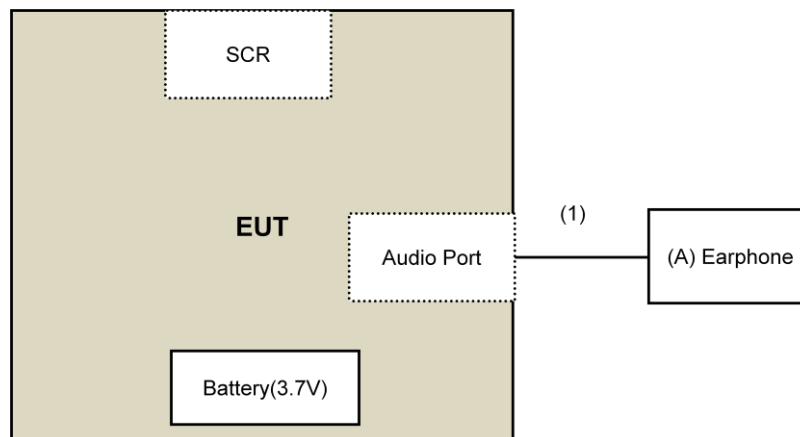 SCR
(1)
EUT
Audio Port
(A) Earphone
Battery(3.7V)